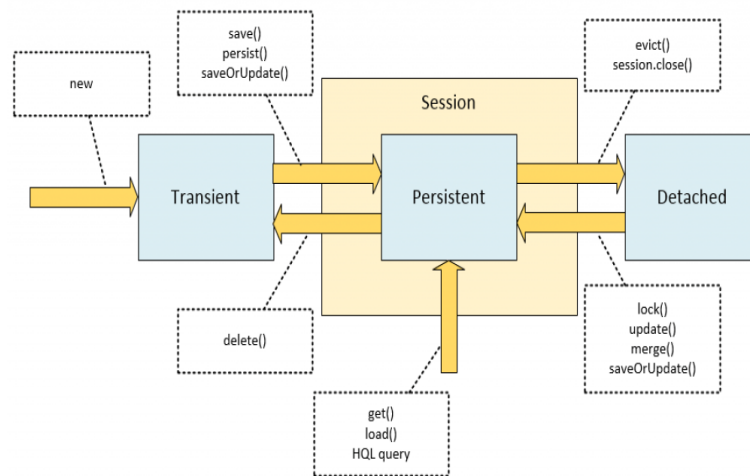 new
save()
persist()
saveOrUpdate()
evict()
session.close()
Session
Transient
Persistent
Detached
delete()
get()
load()
HQL query
lock()
update()
merge()
saveOrUpdate()